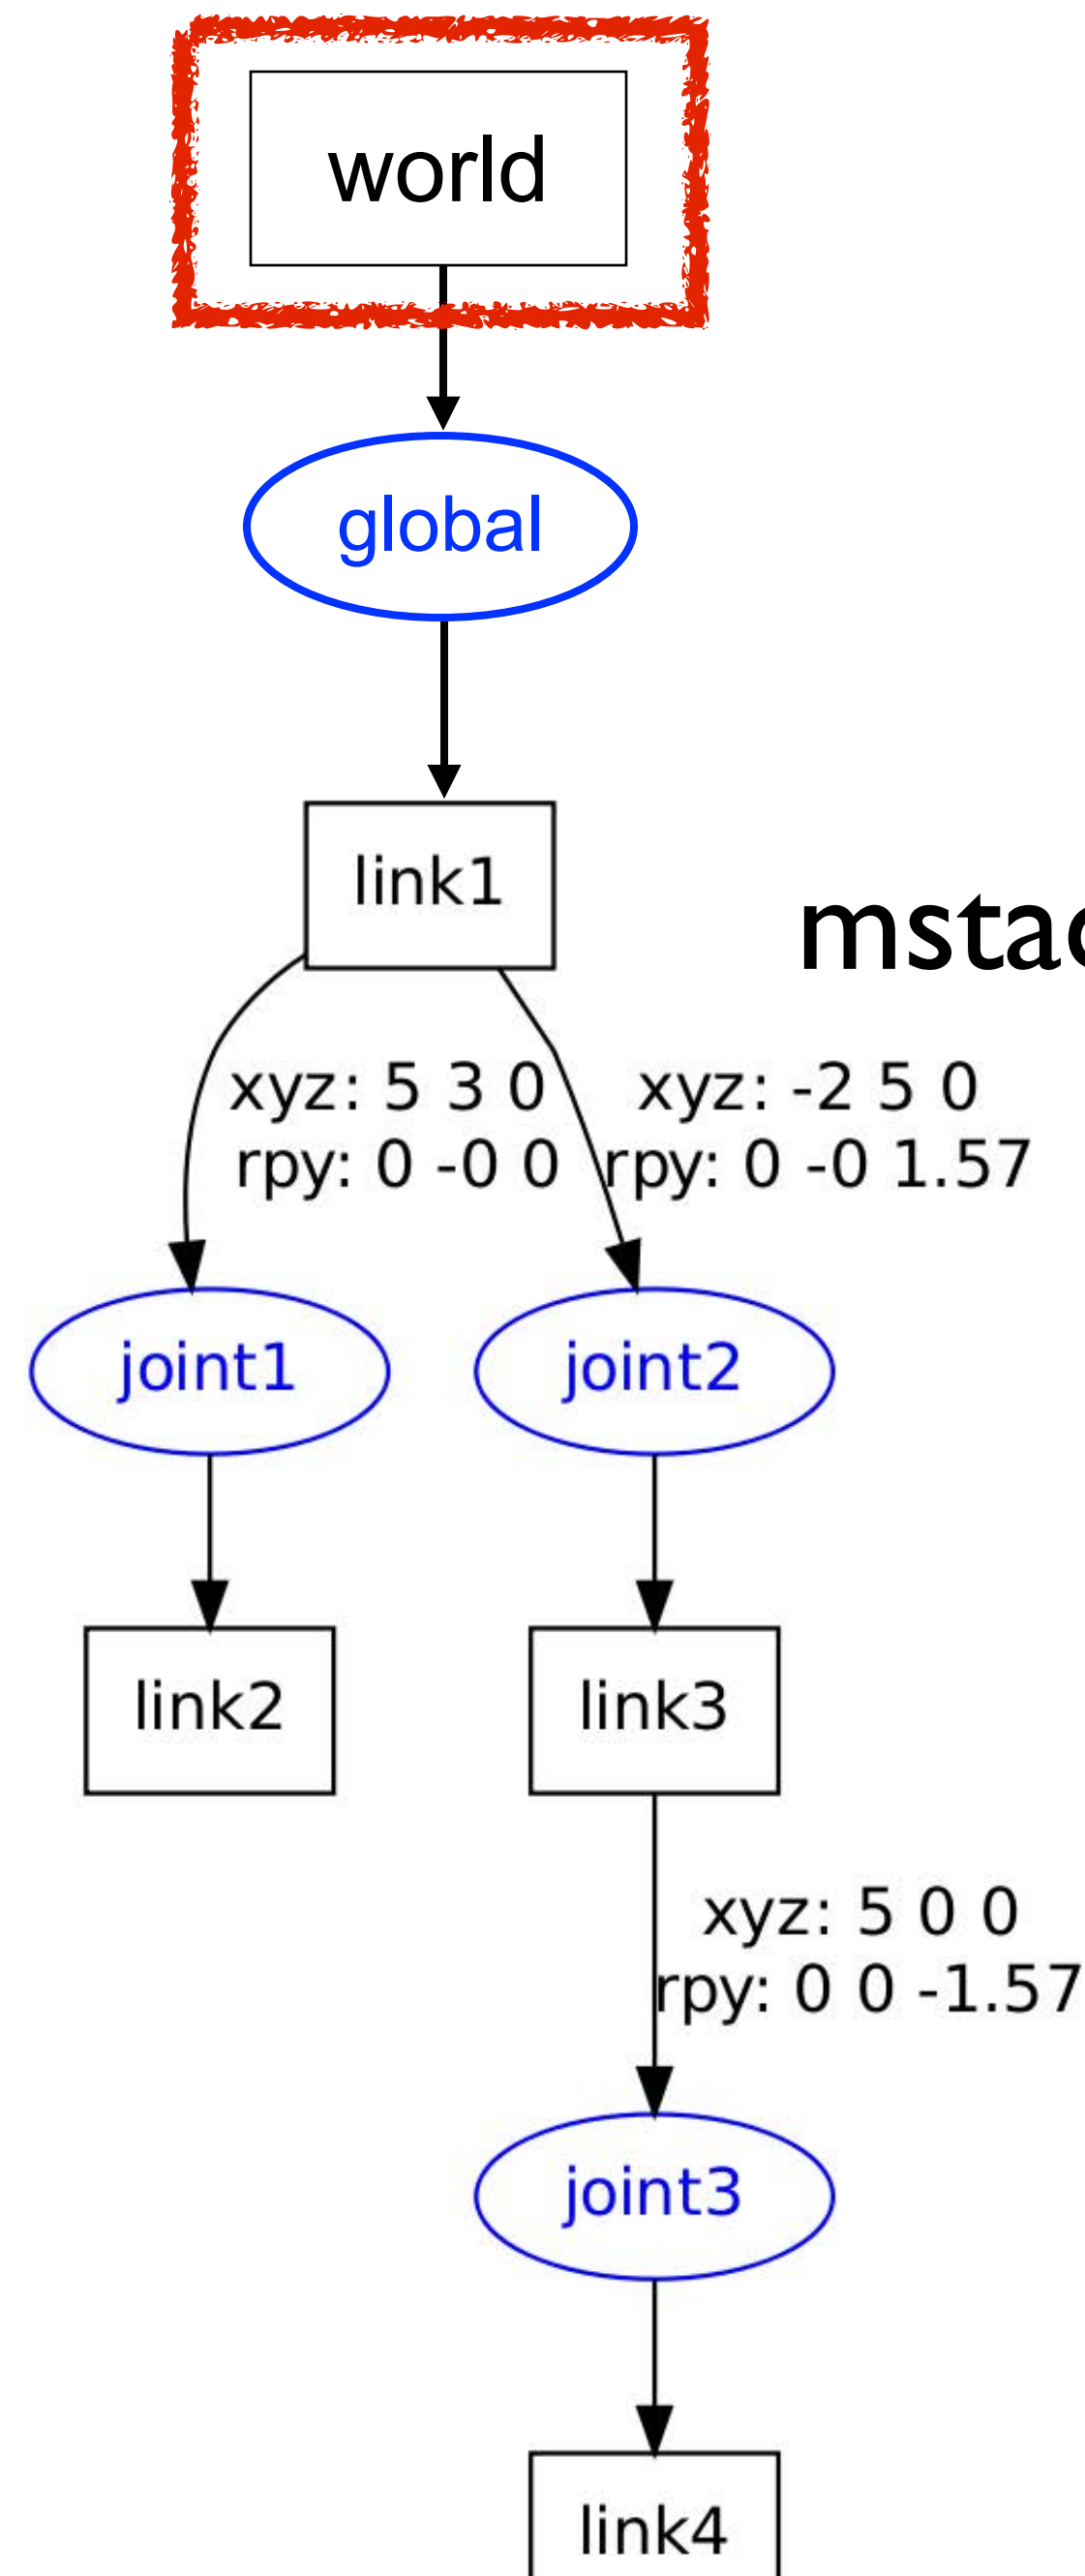 world
global
link1
mstac
xyz: 5 3 0
rpy: 0 -0 0
xyz: -2 5 0
rpy: 0 -0 1.57
joint1
joint2
link2
link3
xyz: 5 0 0
rpy: 0 0 -1.57
joint3
link4